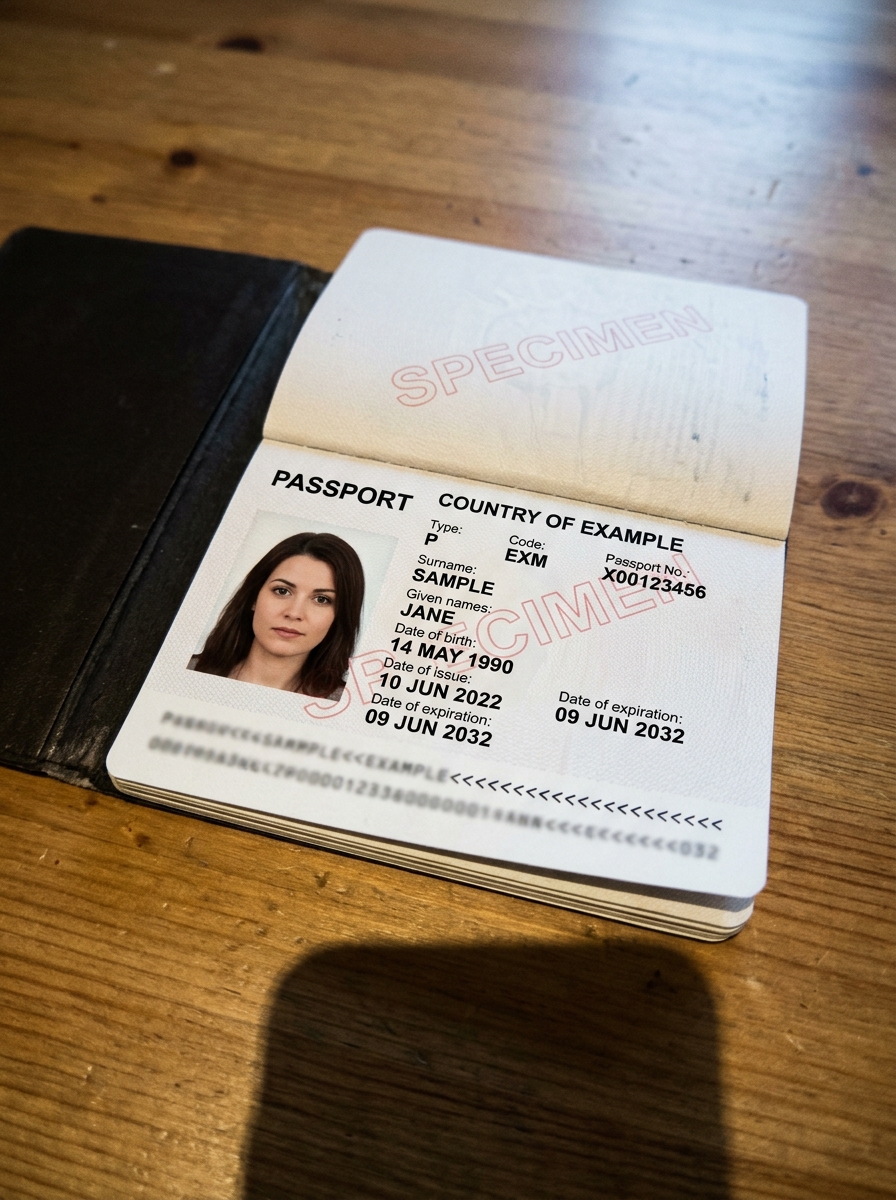 SPECIMEN
PASSPORT
COUNTRY OF EXAMPLE
Type:
P
Code:
EXM
Passport No.:
X00123456
Surname:
SAMPLE
Given names:
JANE
Date of birth:
14 MAY 1990
Date of issue:
10 JUN 2022
Date of expiration:
09 JUN 2032
Date of expiration:
09 JUN 2032
SPECIMEN